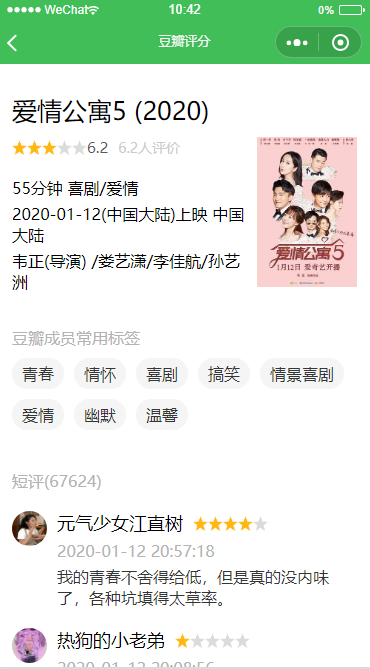 WeChat
10:42
0%
豆瓣评分
爱情公寓5 (2020)
6.2 6.2人评价
55分钟 喜剧/爱情
2020-01-12(中国大陆)上映 中国
大陆
韦正(导演) /娄艺潇/李佳航/孙艺
洲
爱情公寓5
1月12日 爱奇艺开播
豆瓣成员常用标签
青春 情怀 喜剧 搞笑 情景喜剧
爱情 幽默 温馨
短评(67624)
元气少女江直树
2020-01-12 20:57:18
我的青春不舍得给低，但是真的没内味
了，各种坑填得太草率。
热狗的小老弟
2020-01-12 20:08:56